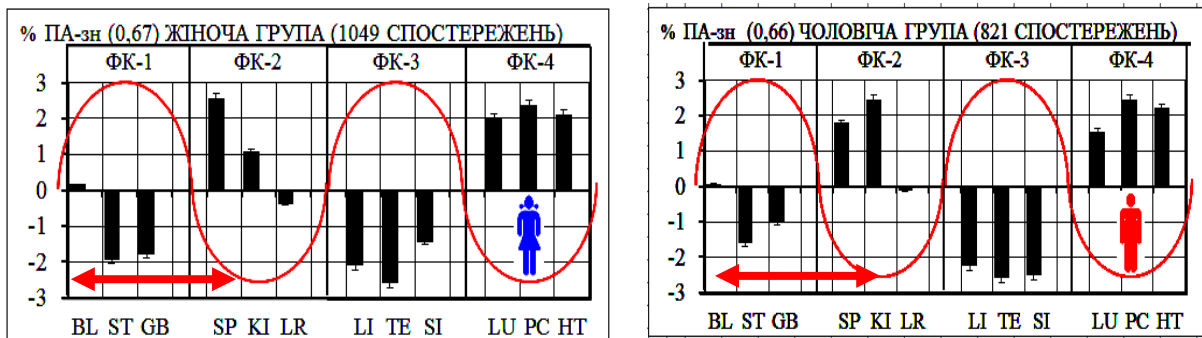 % ПА-зн (0,67) ЖІНОЧА ГРУПА (1049 СПОСТЕРЕЖЕНЬ)
ФК-1 ФК-2 ФК-3 ФК-4
3
2
1
0
-1
-2
-3
BL ST GB SP KI LR LI TE SI LU PC HT
% ПА-зн (0,66) ЧОЛОВІЧА ГРУПА (821 СПОСТЕРЕЖЕНЬ)
ФК-1 ФК-2 ФК-3 ФК-4
3
2
1
0
-1
-2
-3
BL ST GB SP KI LR LI TE SI LU PC HT